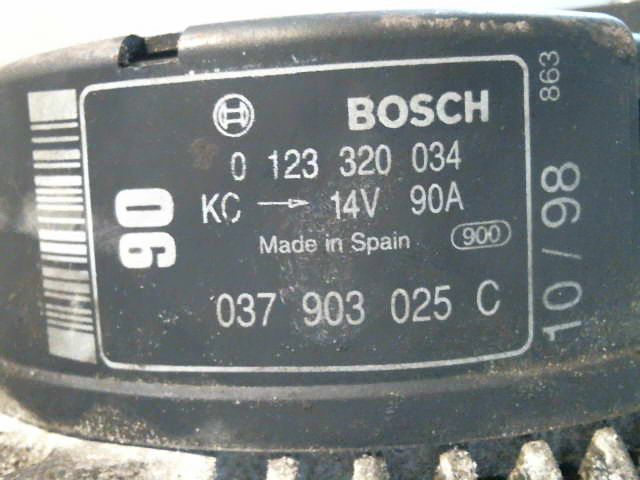 BOSCH
0 123 320 034
KC → 14V 90A
Made in Spain 900
037 903 025 C
90
10 / 98
863